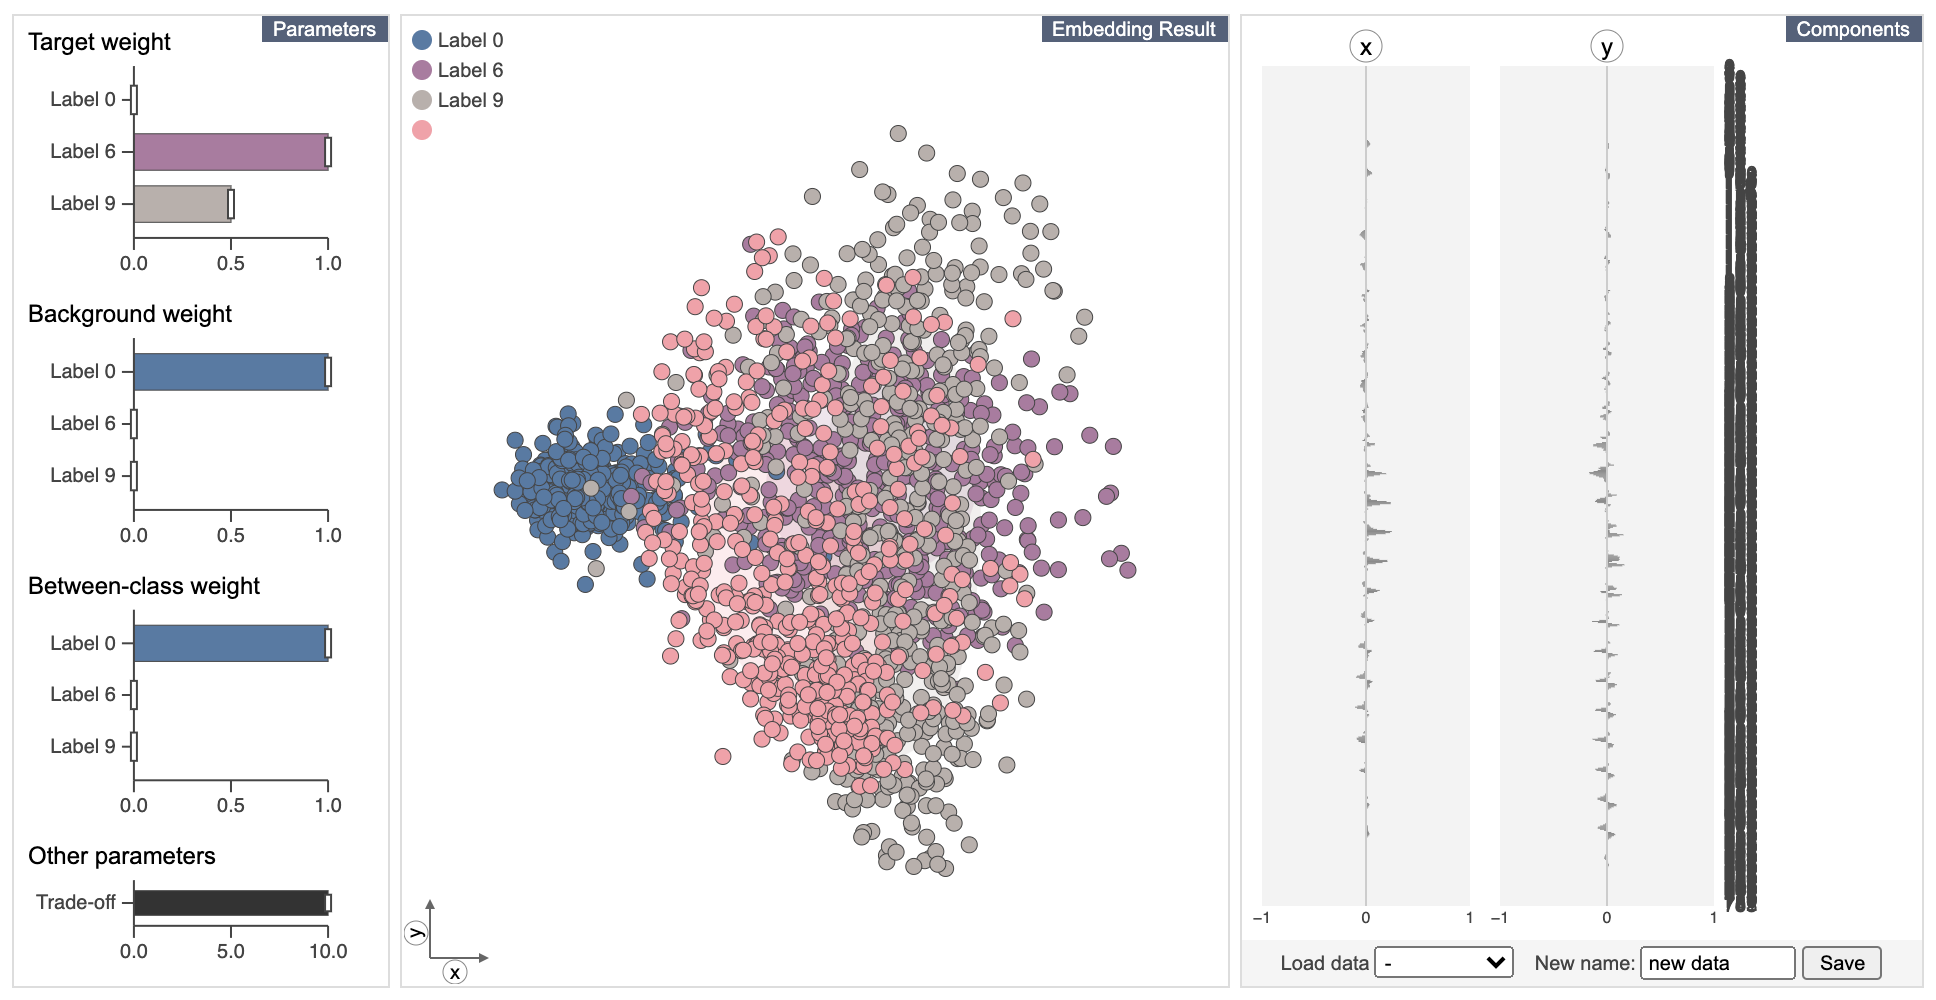 Parameters
Target weight
Label 0
Label 6
Label 9
0.0 0.5 1.0
Background weight
Label 0
Label 6
Label 9
0.0 0.5 1.0
Between-class weight
Label 0
Label 6
Label 9
0.0 0.5 1.0
Other parameters
Trade-off
0.0 5.0 10.0
Embedding Result
Label 0
Label 6
Label 9
y
x
Components
x y
−1 0 1 −1 0 1
Load data - New name: new data Save